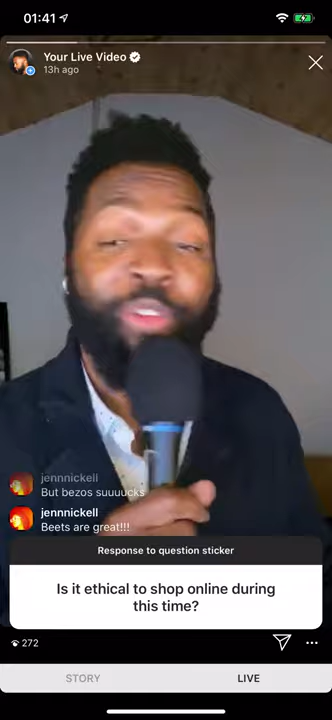 01:41
Your Live Video
13h ago
jennnickell
But bezos suuuucks
jennnickell
Beets are great!!!
Response to question sticker
Is it ethical to shop online during
this time?
272
STORY
LIVE